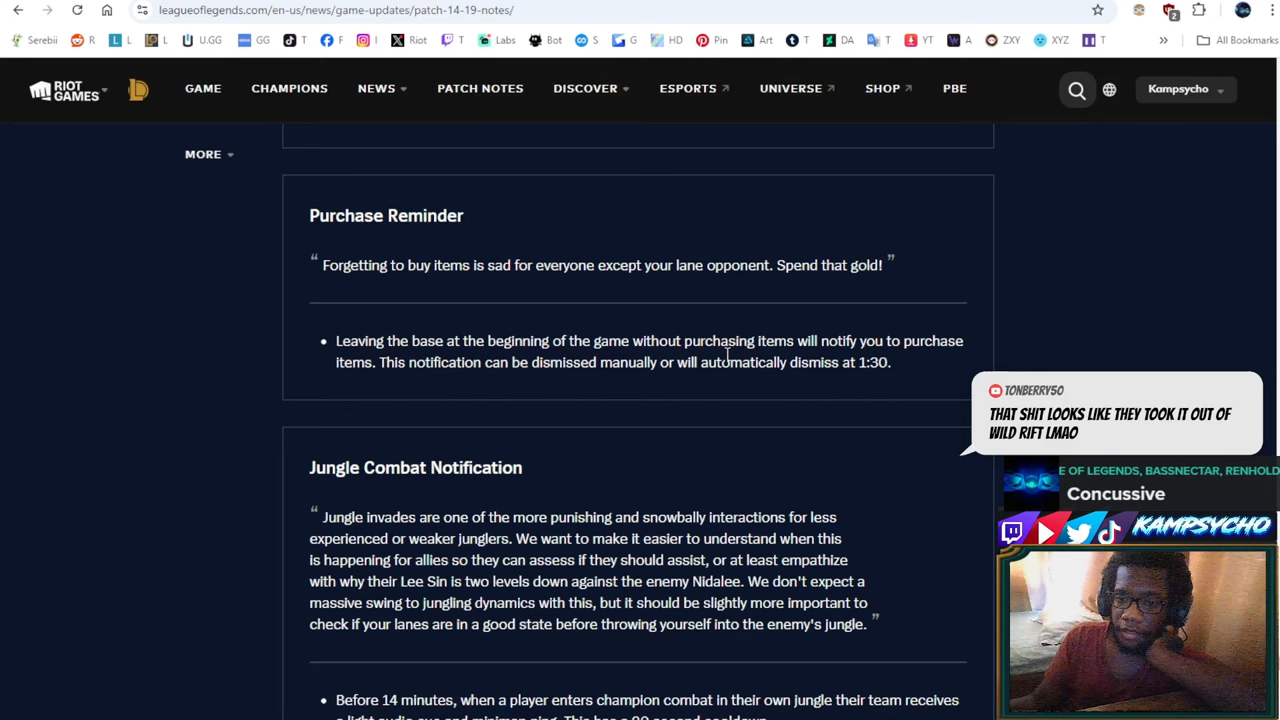 leagueoflegends.com/en-us/news/game-updates/patch-14-19-notes/
2
Serebii R L L U.GG GG T F I Riot T Labs Bot S G HD Pin Art T DA T YT A ZXY XYZ T » All Bookmarks
RIOT GAMES GAME CHAMPIONS NEWS PATCH NOTES DISCOVER ESPORTS UNIVERSE SHOP PBE Kampsycho
MORE
Purchase Reminder
“ Forgetting to buy items is sad for everyone except your lane opponent. Spend that gold! ”
• Leaving the base at the beginning of the game without purchasing items will notify you to purchase
items. This notification can be dismissed manually or will automatically dismiss at 1:30.
TONBERRY50
THAT SHIT LOOKS LIKE THEY TOOK IT OUT OF
WILD RIFT LMAO
E OF LEGENDS, BASSNECTAR, RENHOLD
Concussive
KAMPSYCHO
Jungle Combat Notification
“ Jungle invades are one of the more punishing and snowbally interactions for less
experienced or weaker junglers. We want to make it easier to understand when this
is happening for allies so they can assess if they should assist, or at least empathize
with why their Lee Sin is two levels down against the enemy Nidalee. We don't expect a
massive swing to jungling dynamics with this, but it should be slightly more important to
check if your lanes are in a good state before throwing yourself into the enemy's jungle. ”
• Before 14 minutes, when a player enters champion combat in their own jungle their team receives